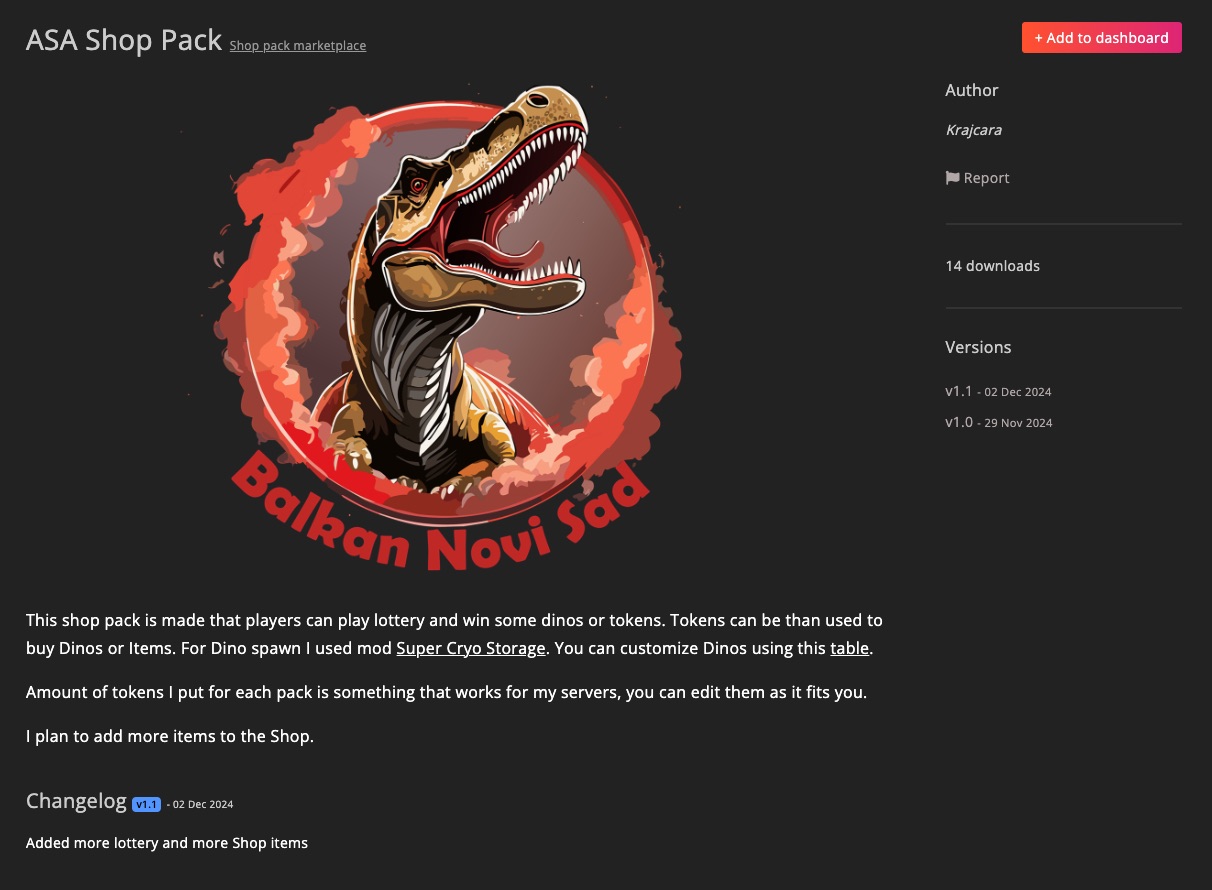 ASA Shop Pack Shop pack marketplace
+ Add to dashboard
Author
Krajcara
Report
14 downloads
Versions
v1.1 - 02 Dec 2024
v1.0 - 29 Nov 2024
Balkan Novi Sad
This shop pack is made that players can play lottery and win some dinos or tokens. Tokens can be than used to
buy Dinos or Items. For Dino spawn I used mod Super Cryo Storage. You can customize Dinos using this table.
Amount of tokens I put for each pack is something that works for my servers, you can edit them as it fits you.
I plan to add more items to the Shop.
Changelog v1.1 - 02 Dec 2024
Added more lottery and more Shop items